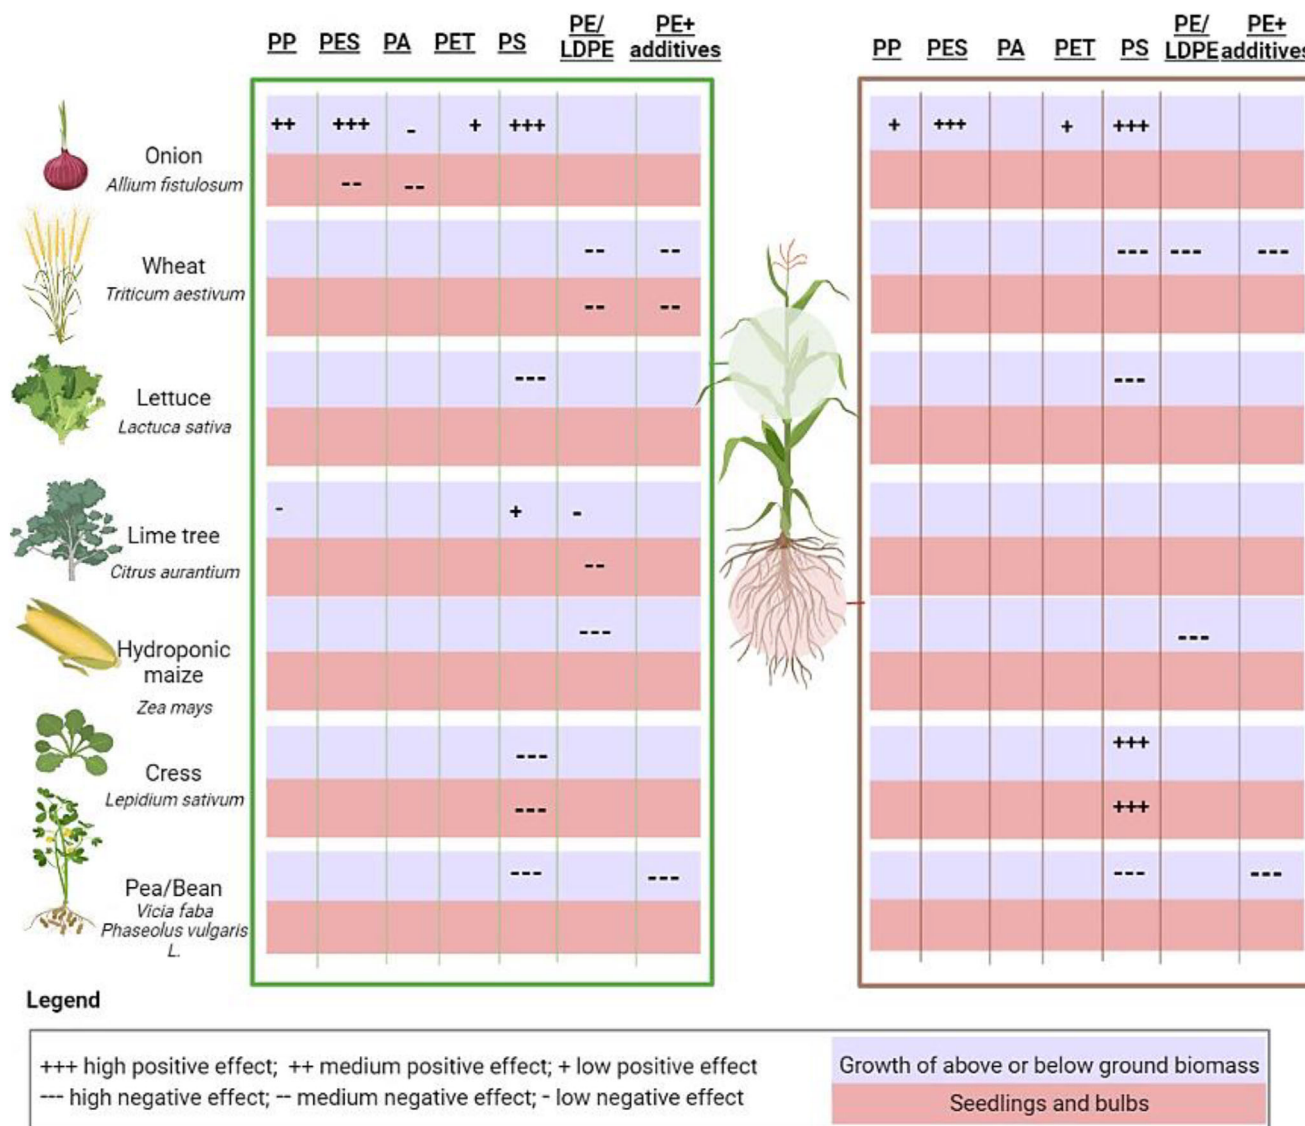 PP PES PA PET PS PE/ LDPE PE+ additives
PP PES PA PET PS PE/ LDPE PE+ additives
++ +++ - + +++
+ +++ + +++
Onion
Allium fistulosum
-- --
Wheat
Triticum aestivum
-- --
--- --- ---
-- --
Lettuce
Lactuca sativa
---
---
Lime tree
Citrus aurantium
- + -
--
Hydroponic
maize
Zea mays
---
---
Cress
Lepidium sativum
---
+++
---
+++
Pea/Bean
Vicia faba
Phaseolus vulgaris
L.
--- ---
--- ---
Legend
+++ high positive effect; ++ medium positive effect; + low positive effect
--- high negative effect; -- medium negative effect; - low negative effect
Growth of above or below ground biomass
Seedlings and bulbs